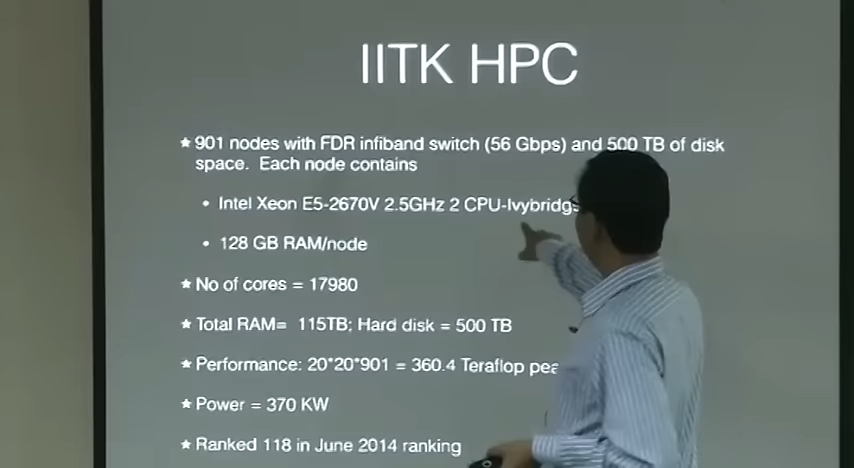 IITK HPC
★ 901 nodes with FDR infiband switch (56 Gbps) and 500 TB of disk
space. Each node contains
• Intel Xeon E5-2670V 2.5GHz 2 CPU-Ivybridge
• 128 GB RAM/node
★ No of cores = 17980
★ Total RAM= 115TB; Hard disk = 500 TB
★ Performance: 20*20*901 = 360.4 Teraflop
★ Power = 370 KW
★ Ranked 118 in June 2014 ranking